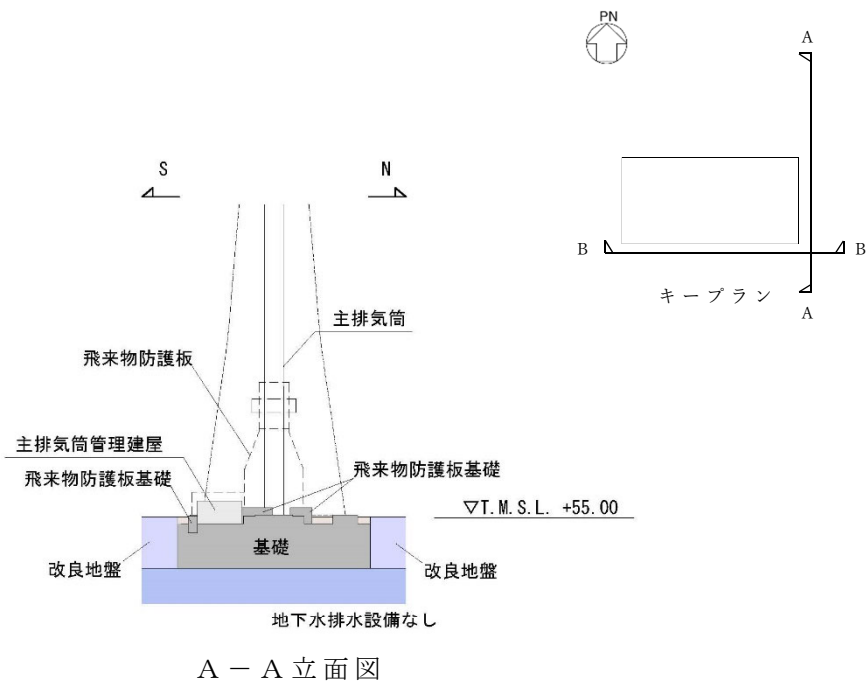 PN
A
B
B
キープラン
A
S
N
主排気筒
飛来物防護板
主排気筒管理建屋
飛来物防護板基礎
飛来物防護板基礎
▽T.M.S.L. +55.00
基礎
改良地盤
改良地盤
地下水排水設備なし
A-A立面図